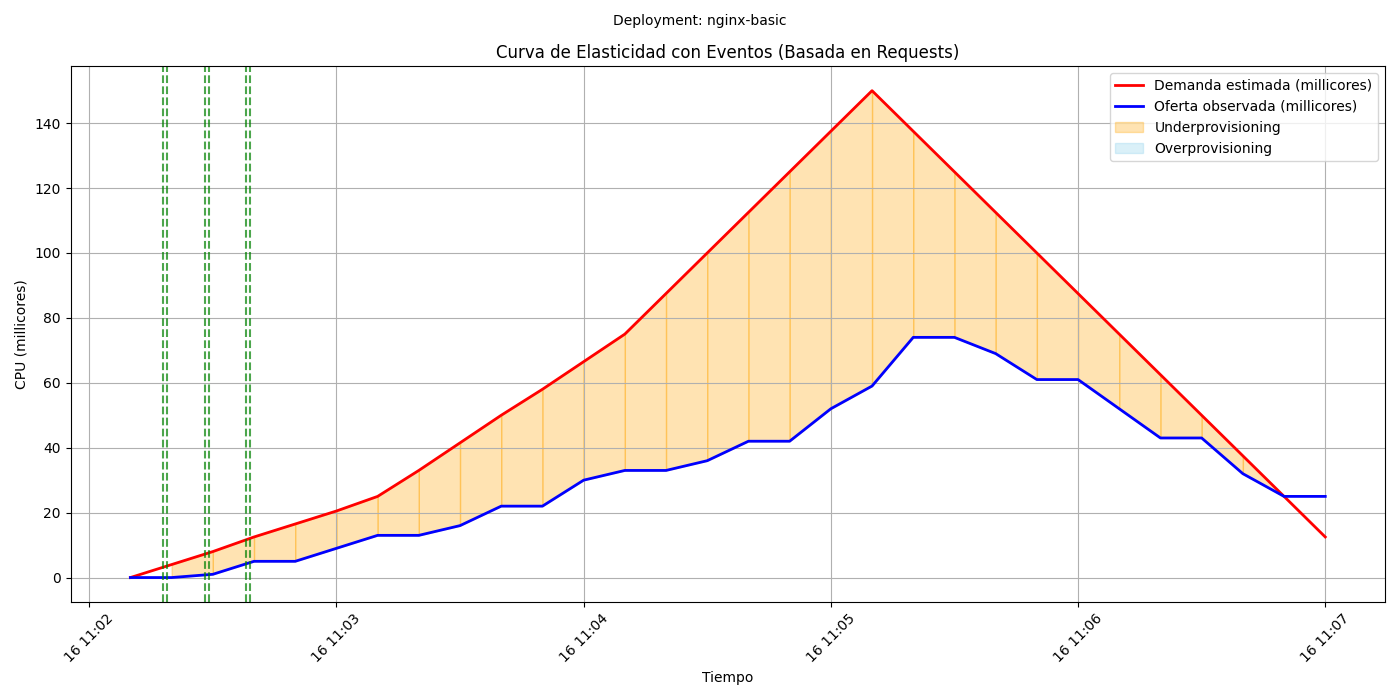 Deployment: nginx-basic
Curva de Elasticidad con Eventos (Basada en Requests)
Demanda estimada (millicores)
Oferta observada (millicores)
Underprovisioning
Overprovisioning
CPU (millicores)
140
120
100
80
60
40
20
0
16 11:02
16 11:03
16 11:04
16 11:05
16 11:06
16 11:07
Tiempo